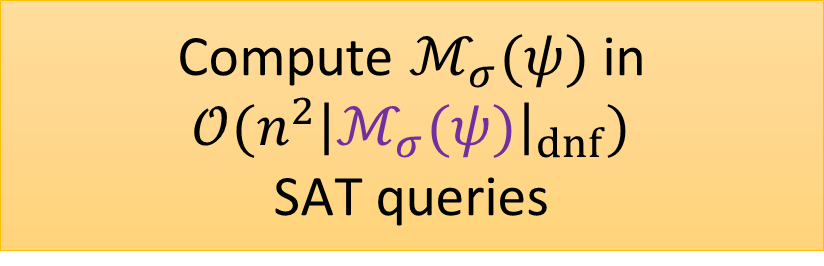 Compute ℳ_σ(ψ) in
𝒪(n²|ℳ_σ(ψ)|_dnf)
SAT queries